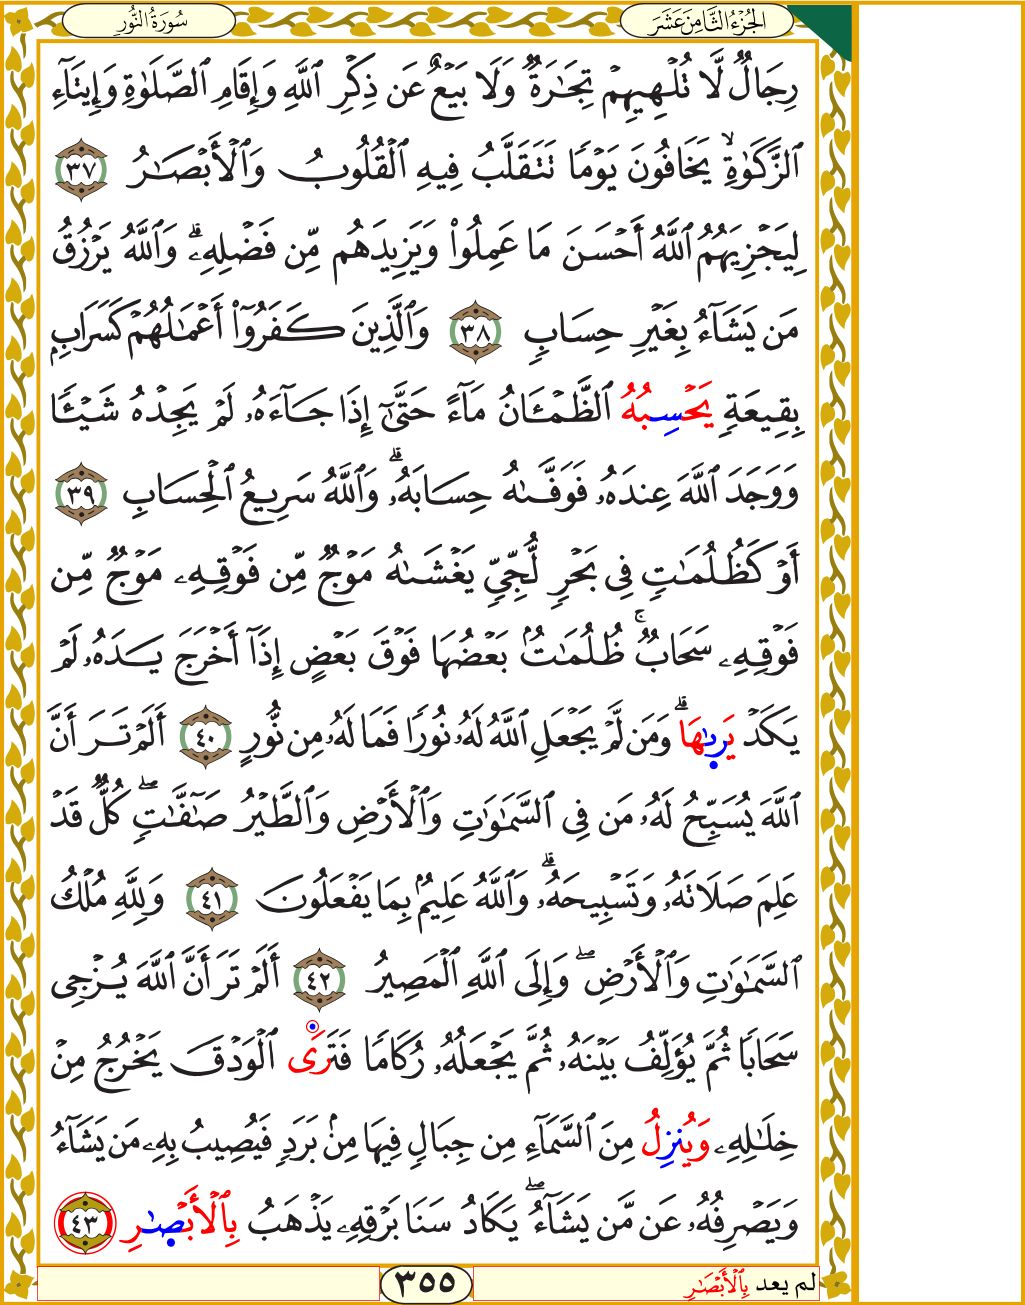 الجُزْءُ الثَّامِنَ عَشَرَ
سُورَةُ النُّورِ
رِجَالٌ لَّا تُلۡهِيهِمۡ تِجَٰرَةٌ وَلَا بَيۡعٌ عَن ذِكۡرِ ٱللَّهِ وَإِقَامِ ٱلصَّلَوٰةِ وَإِيتَآءِ
ٱلزَّكَوٰةِ ۙ يَخَافُونَ يَوۡمٗا تَتَقَلَّبُ فِيهِ ٱلۡقُلُوبُ وَٱلۡأَبۡصَٰرُ ٣٧
لِيَجۡزِيَهُمُ ٱللَّهُ أَحۡسَنَ مَا عَمِلُواْ وَيَزِيدَهُم مِّن فَضۡلِهِۦ ۗ وَٱللَّهُ يَرۡزُقُ
مَن يَشَآءُ بِغَيۡرِ حِسَابٖ ٣٨ وَٱلَّذِينَ كَفَرُوٓاْ أَعۡمَٰلُهُمۡ كَسَرَابِۭ
بِقِيعَةٖ يَحۡسِبُهُ ٱلظَّمۡـَٔانُ مَآءً حَتَّىٰٓ إِذَا جَآءَهُۥ لَمۡ يَجِدۡهُ شَيۡـٔٗا
وَوَجَدَ ٱللَّهَ عِندَهُۥ فَوَفَّىٰهُ حِسَابَهُۥ ۗ وَٱللَّهُ سَرِيعُ ٱلۡحِسَابِ ٣٩
أَوۡ كَظُلُمَٰتٖ فِي بَحۡرٖ لُّجِّيّٖ يَغۡشَىٰهُ مَوۡجٞ مِّن فَوۡقِهِۦ مَوۡجٞ مِّن
فَوۡقِهِۦ سَحَابٞ ۚ ظُلُمَٰتُۢ بَعۡضُهَا فَوۡقَ بَعۡضٍ إِذَآ أَخۡرَجَ يَدَهُۥ لَمۡ
يَكَدۡ يَرىٰهَا ۗ وَمَن لَّمۡ يَجۡعَلِ ٱللَّهُ لَهُۥ نُورٗا فَمَا لَهُۥ مِن نُّورٍ ٤٠ أَلَمۡ تَرَ أَنَّ
ٱللَّهَ يُسَبِّحُ لَهُۥ مَن فِي ٱلسَّمَٰوَٰتِ وَٱلۡأَرۡضِ وَٱلطَّيۡرُ صَٰٓفَّٰتٖ ۖ كُلّٞ قَدۡ
عَلِمَ صَلَاتَهُۥ وَتَسۡبِيحَهُۥ ۗ وَٱللَّهُ عَلِيمُۢ بِمَا يَفۡعَلُونَ ٤١ وَلِلَّهِ مُلۡكُ
ٱلسَّمَٰوَٰتِ وَٱلۡأَرۡضِ ۖ وَإِلَى ٱللَّهِ ٱلۡمَصِيرُ ٤٢ أَلَمۡ تَرَ أَنَّ ٱللَّهَ يُزۡجِي
سَحَابٗا ثُمَّ يُؤَلِّفُ بَيۡنَهُۥ ثُمَّ يَجۡعَلُهُۥ رُكَامٗا فَتَرَى ٱلۡوَدۡقَ يَخۡرُجُ مِنۡ
خِلَٰلِهِۦ وَيُنزِلُ مِنَ ٱلسَّمَآءِ مِن جِبَالٖ فِيهَا مِنۢ بَرَدٖ فَيُصِيبُ بِهِۦ مَن يَشَآءُ
وَيَصۡرِفُهُۥ عَن مَّن يَشَآءُ ۖ يَكَادُ سَنَا بَرۡقِهِۦ يَذۡهَبُ بِٱلۡأَبۡصٰرِ ٤٣
لم يعد بِٱلۡأَبۡصَٰرِ
٣٥٥